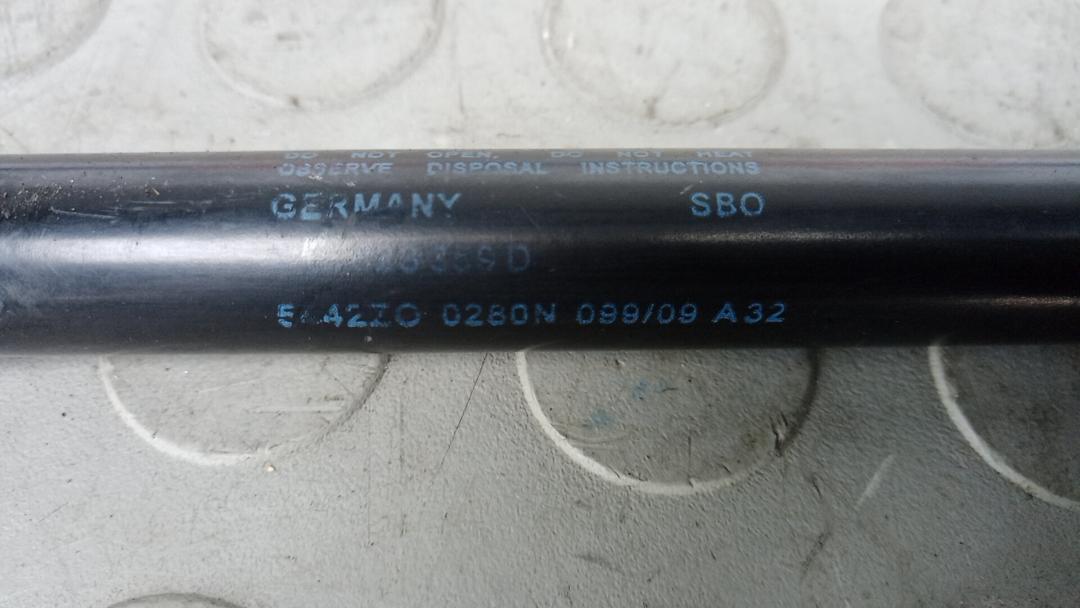 DO NOT OPEN, DO NOT HEAT
OBSERVE DISPOSAL INSTRUCTIONS
GERMANY SBO
0280N 099/09 A32